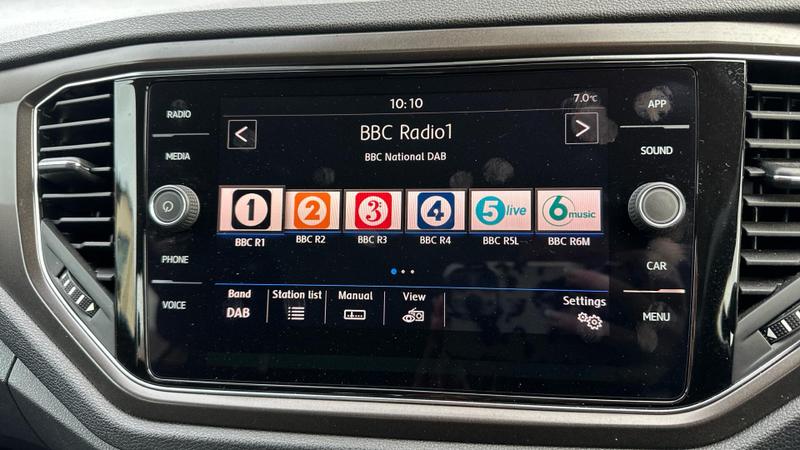 10:10
7.0°C
RADIO
MEDIA
PHONE
VOICE
APP
SOUND
CAR
MENU
< BBC Radio1 >
BBC National DAB
1 2 3 4 5 live 6 music
BBC R1 BBC R2 BBC R3 BBC R4 BBC R5L BBC R6M
Band Station list Manual View Settings
DAB